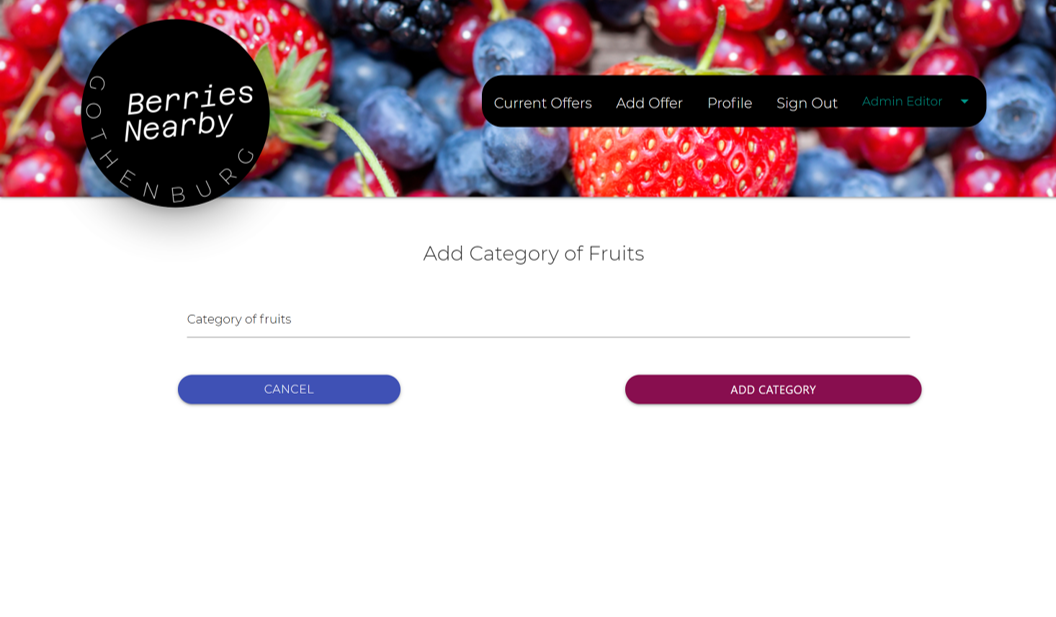 Berries
Nearby
GOTHENBURG
Current Offers Add Offer Profile Sign Out Admin Editor
Add Category of Fruits
Category of fruits
CANCEL ADD CATEGORY